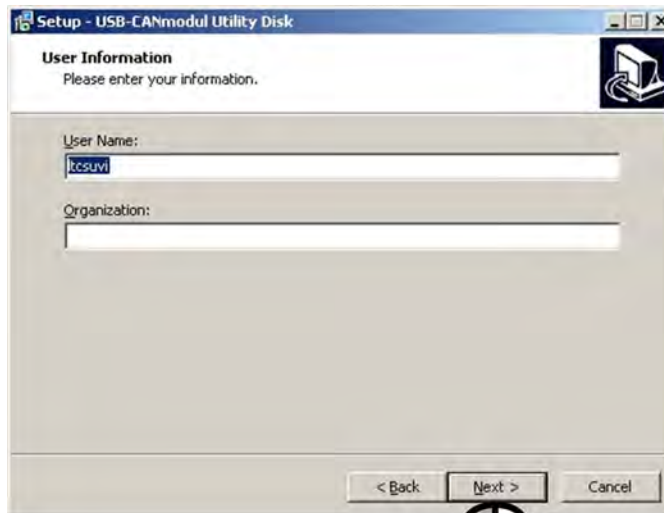 Setup - USB-CANmodul Utility Disk
User Information
Please enter your information.
User Name:
tcsuvi
Organization:
< Back
Next >
Cancel